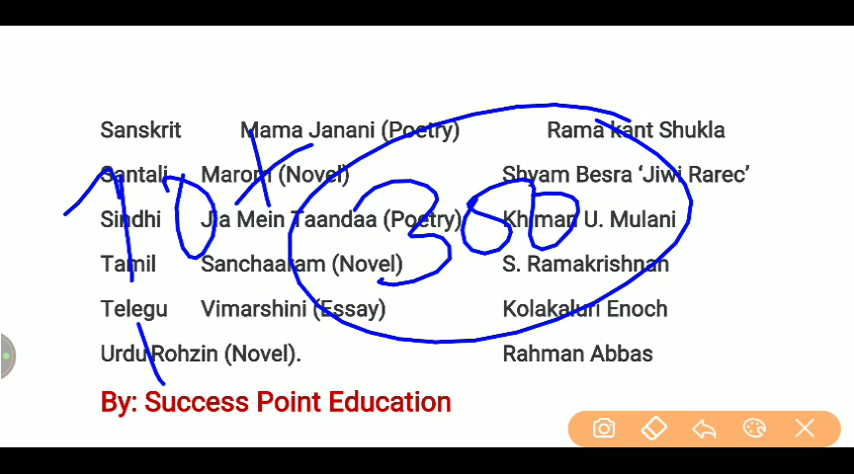 Sanskrit Mama Janani (Poetry) Rama kant Shukla
Santali Marom (Novel) Shyam Besra ‘Jiwi Rarec’
Sindhi Jia Mein Taandaa (Poetry) Khiman U. Mulani
Tamil Sanchaaram (Novel) S. Ramakrishnan
Telegu Vimarshini (Essay) Kolakaluri Enoch
Urdu Rohzin (Novel). Rahman Abbas
By: Success Point Education
300